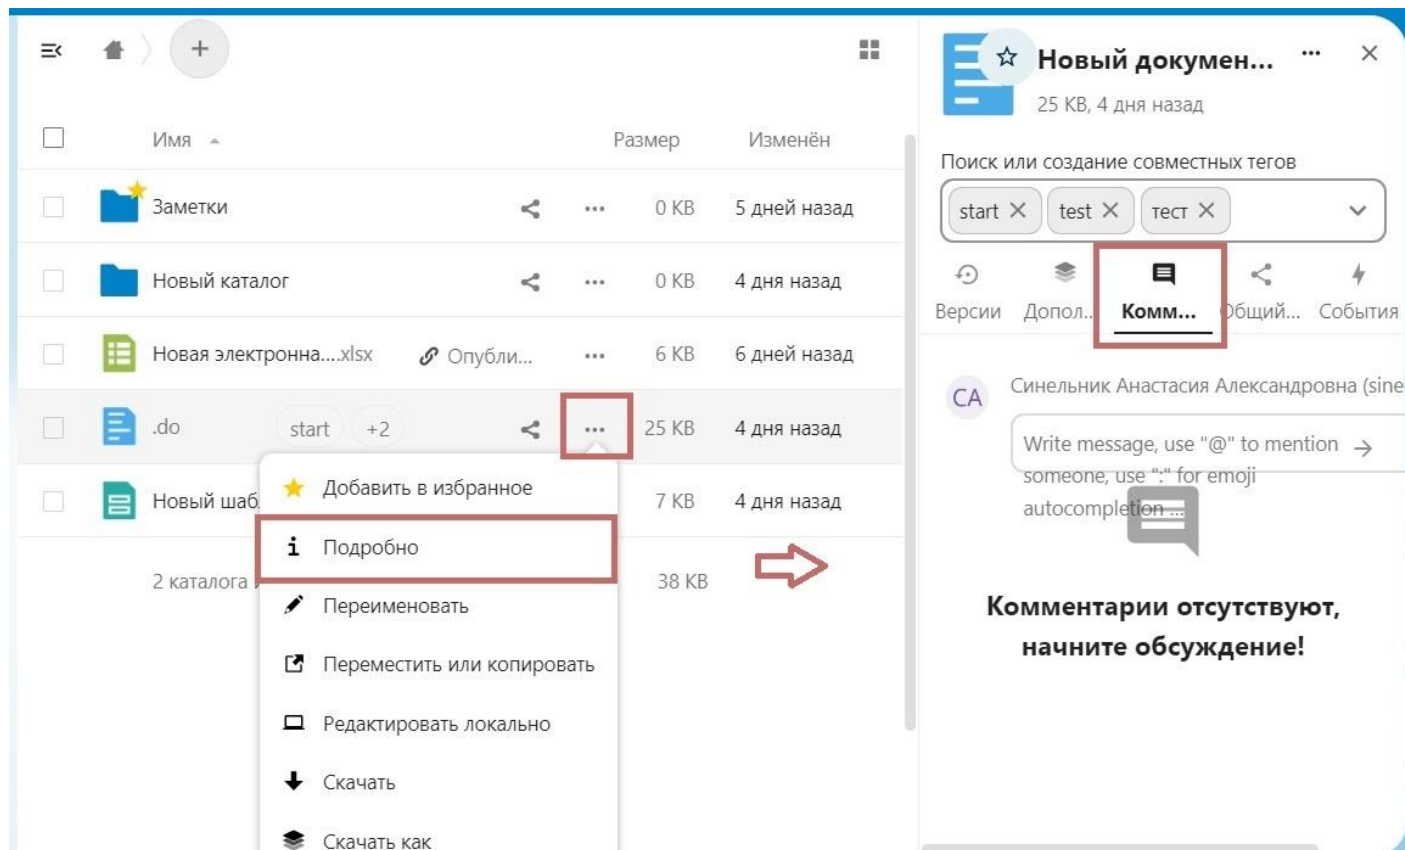 Имя
Размер
Изменён
Заметки 0 KB 5 дней назад
Новый каталог 0 KB 4 дня назад
Новая электронна....xlsx Опубли... 6 KB 6 дней назад
.do start +2 25 KB 4 дня назад
Новый шаб 7 KB 4 дня назад
2 каталога 38 KB
Добавить в избранное
Подробно
Переименовать
Переместить или копировать
Редактировать локально
Скачать
Скачать как
Новый докумен...
25 KB, 4 дня назад
Поиск или создание совместных тегов
start test тест
Версии Допол... Комм... Общий... События
СА
Синельник Анастасия Александровна (sine
Write message, use "@" to mention
someone, use ":" for emoji
autocompletion ...
Комментарии отсутствуют,
начните обсуждение!